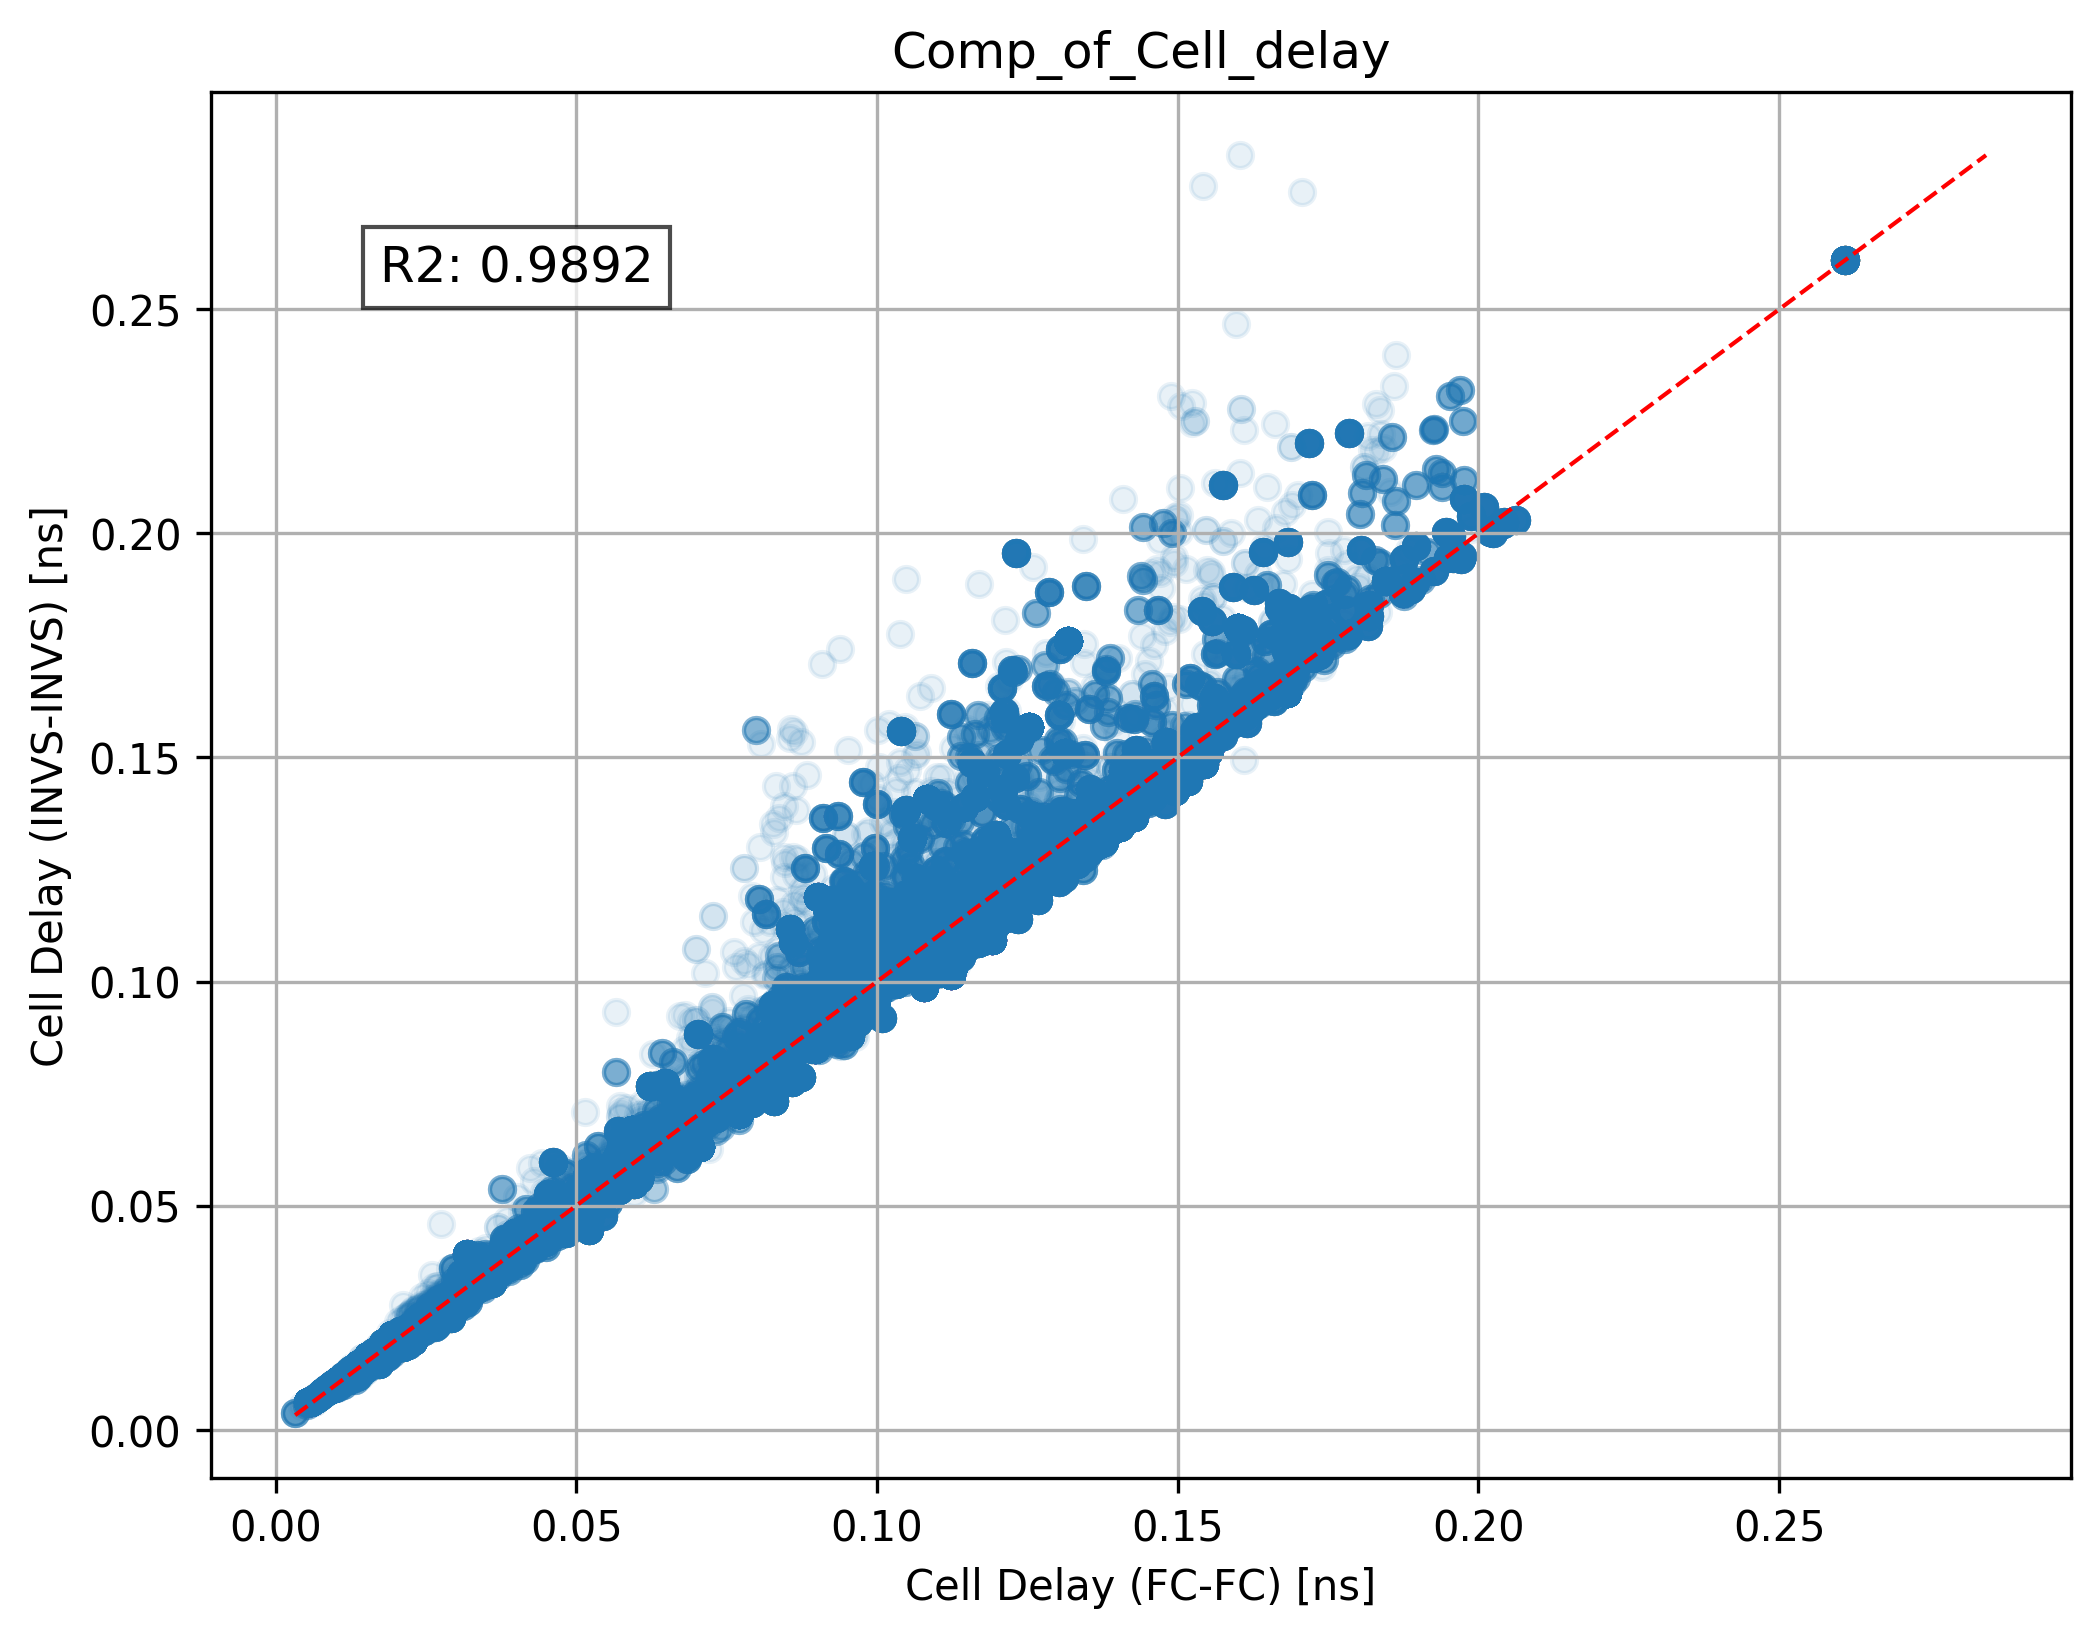 Comp_of_Cell_delay
R2: 0.9892
Cell Delay (INVS-INVS) [ns]
0.25
0.20
0.15
0.10
0.05
0.00
0.00 0.05 0.10 0.15 0.20 0.25
Cell Delay (FC-FC) [ns]